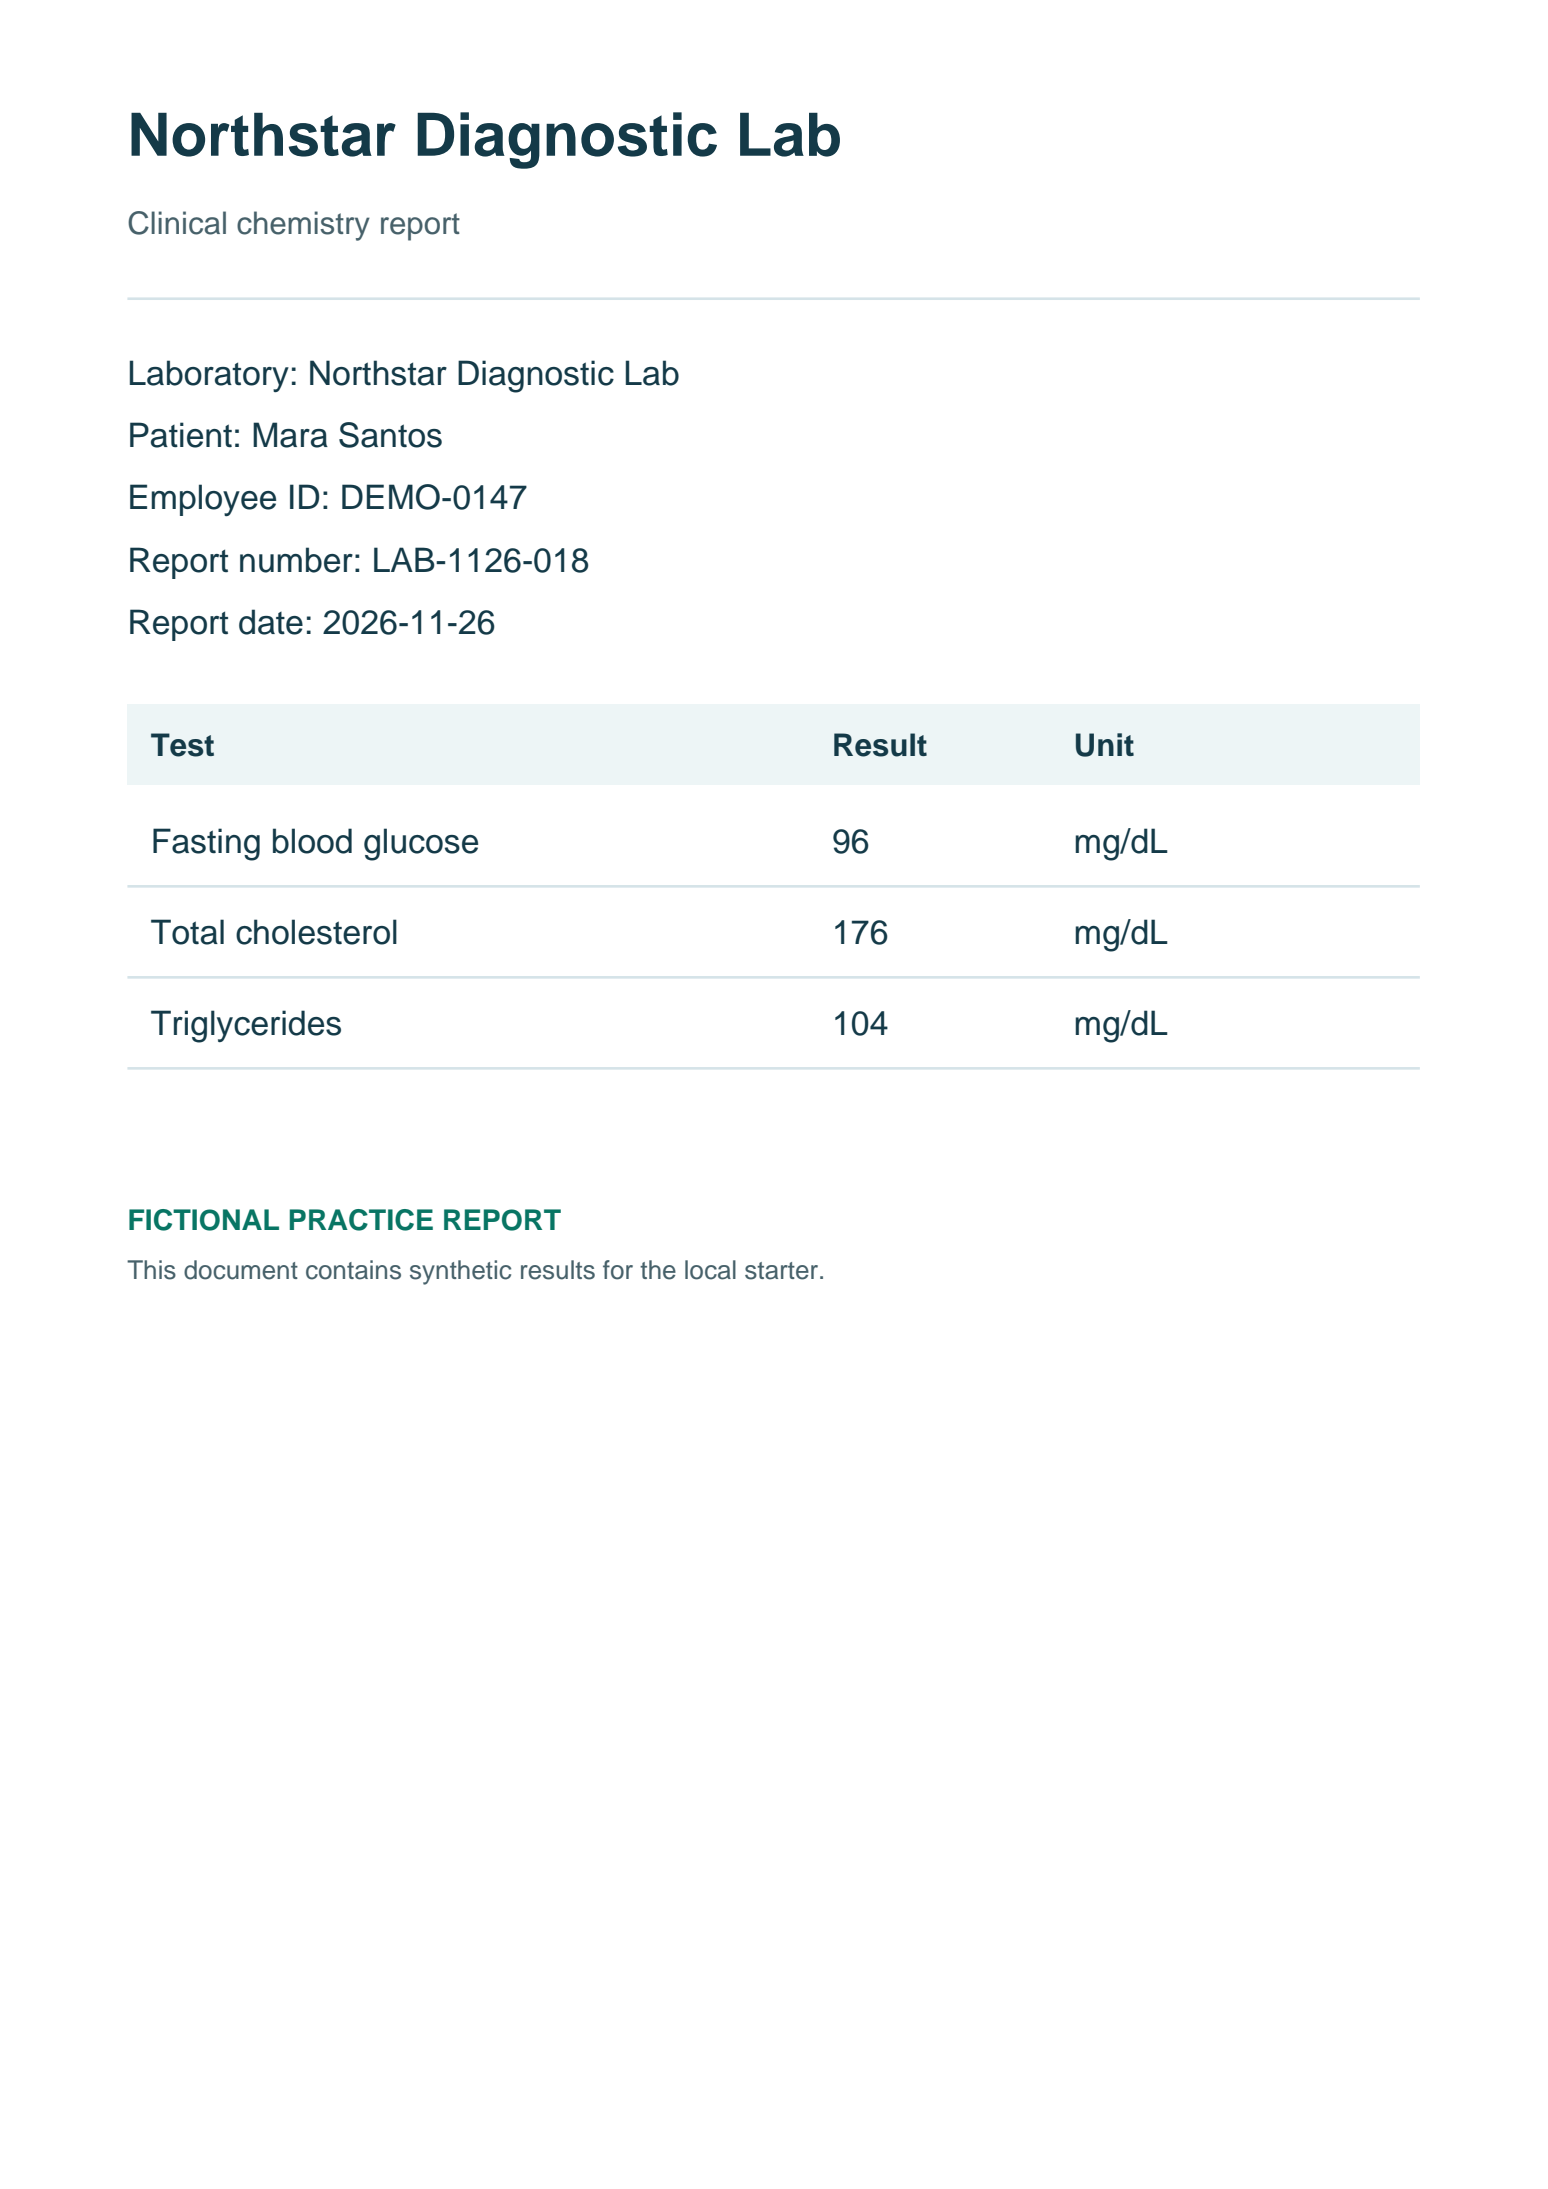 Northstar Diagnostic Lab
Clinical chemistry report
Laboratory: Northstar Diagnostic Lab
Patient: Mara Santos
Employee ID: DEMO-0147
Report number: LAB-1126-018
Report date: 2026-11-26
Test Result Unit
Fasting blood glucose 96 mg/dL
Total cholesterol 176 mg/dL
Triglycerides 104 mg/dL
FICTIONAL PRACTICE REPORT
This document contains synthetic results for the local starter.